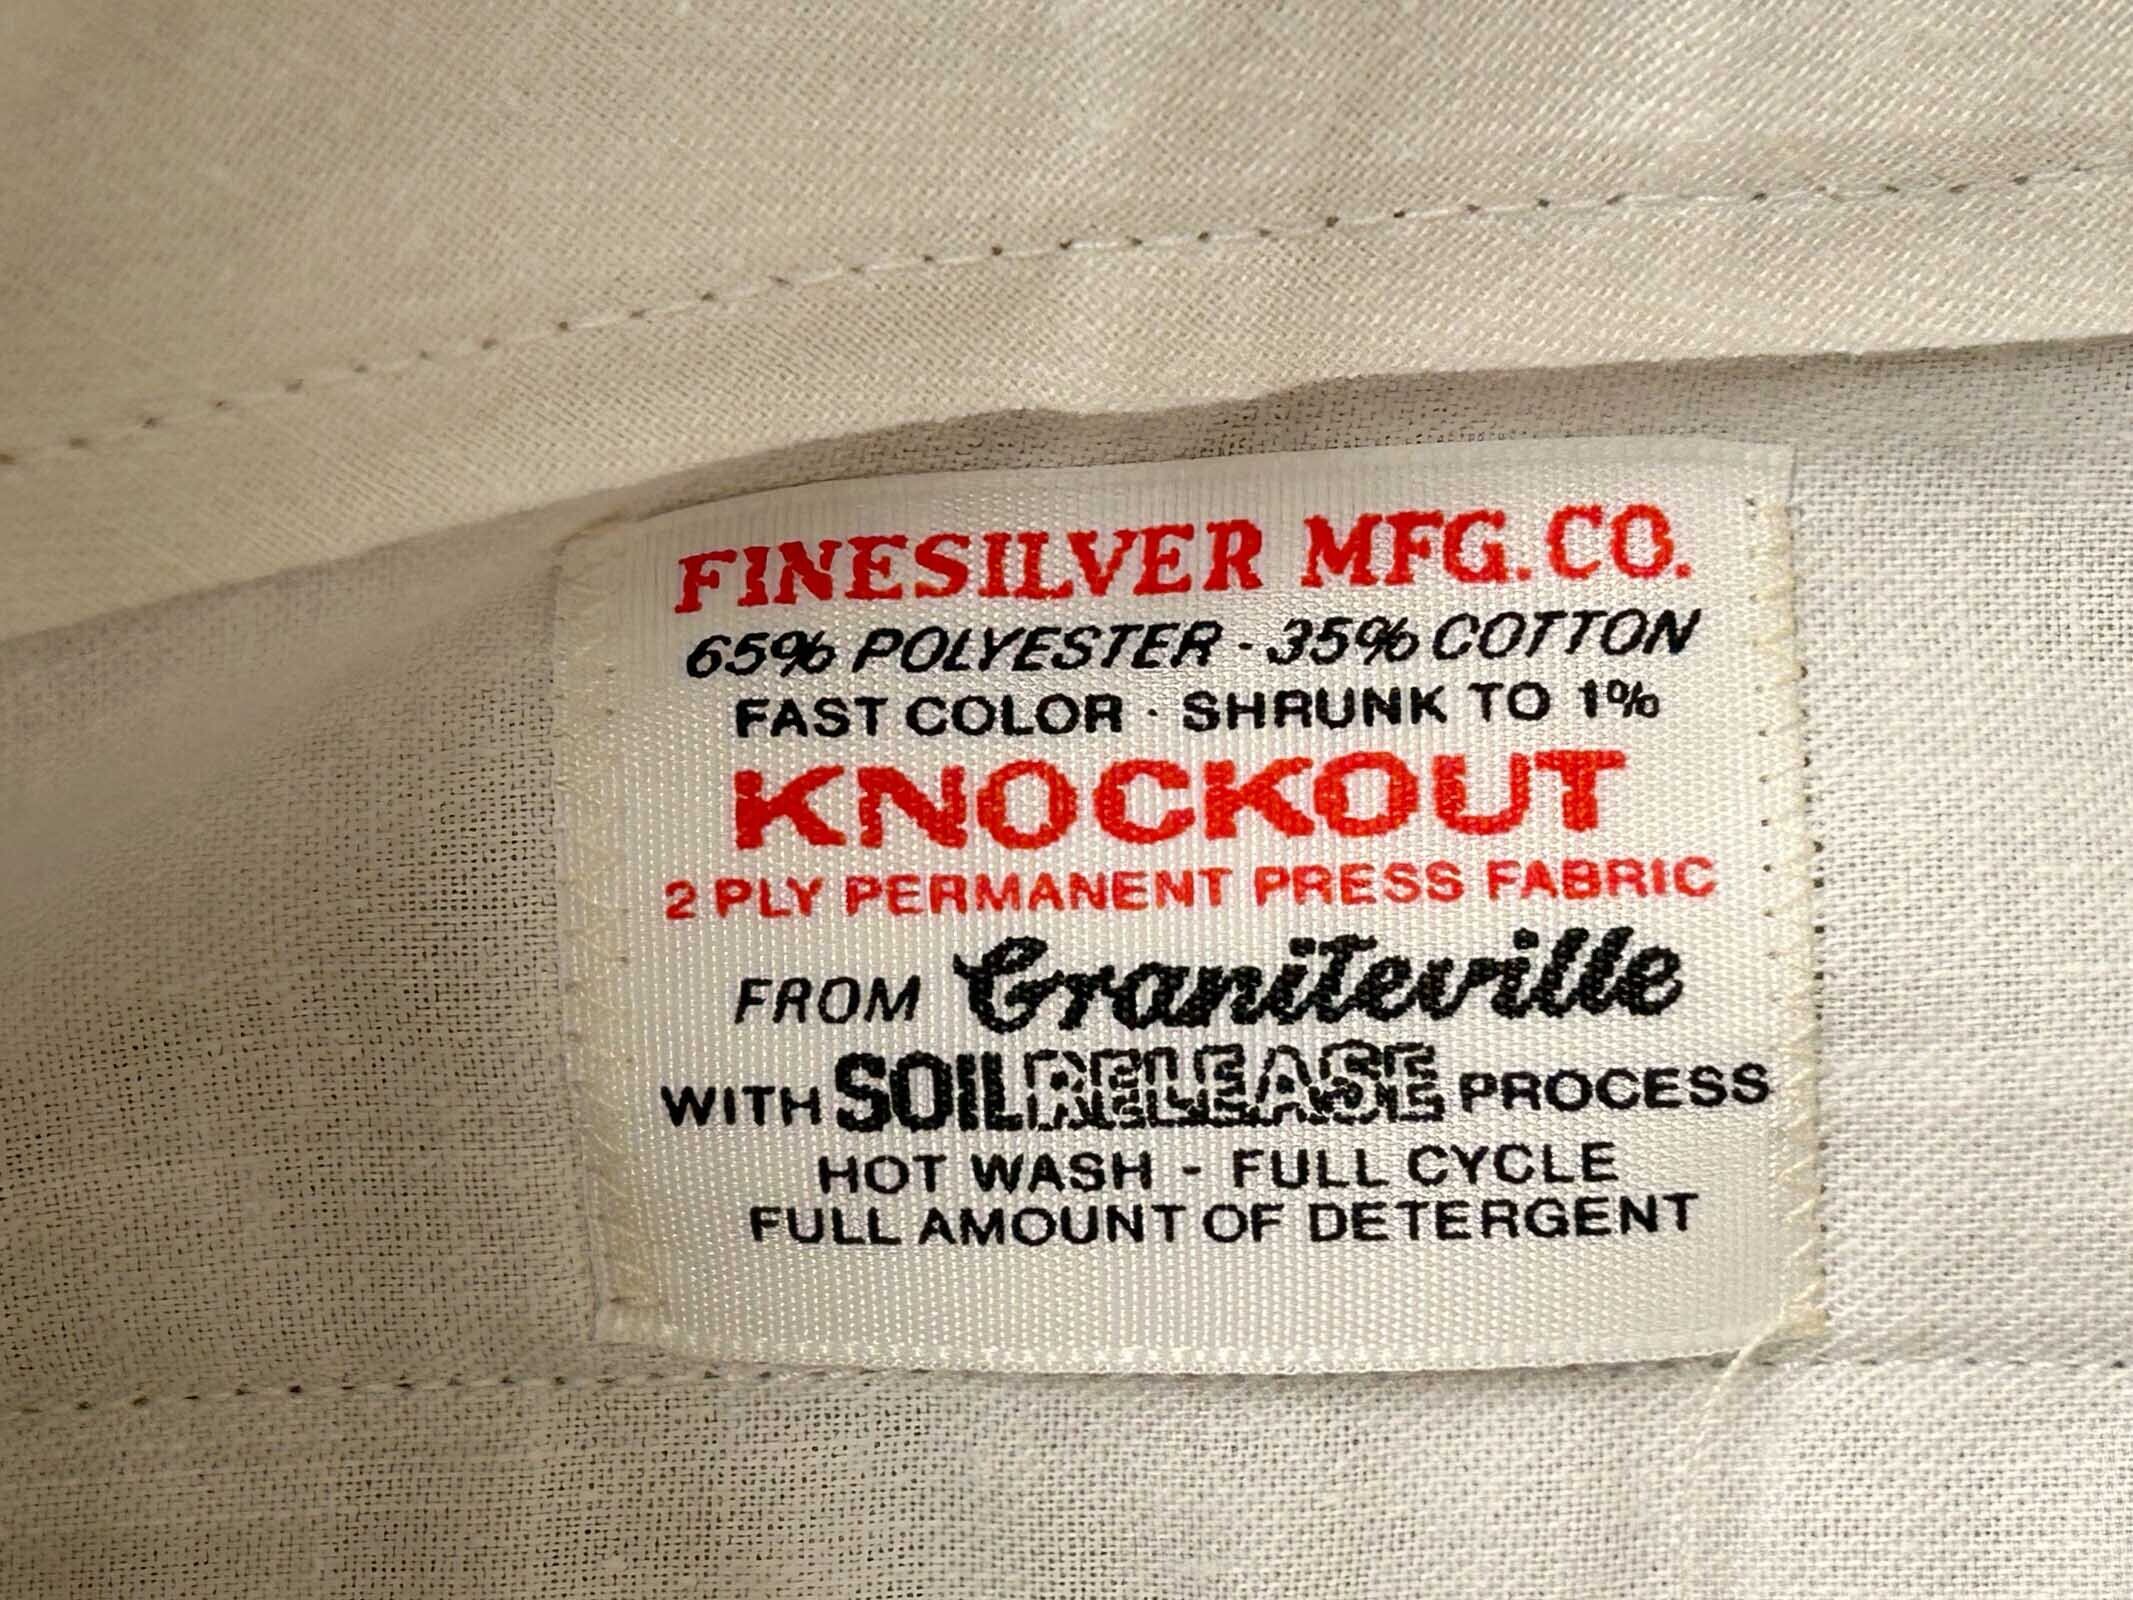 FINESILVER MFG.CO.
65% POLYESTER - 35% COTTON
FAST COLOR · SHRUNK TO 1%
KNOCKOUT
2 PLY PERMANENT PRESS FABRIC
FROM Graniteville
WITH SOILRELEASE PROCESS
HOT WASH - FULL CYCLE
FULL AMOUNT OF DETERGENT